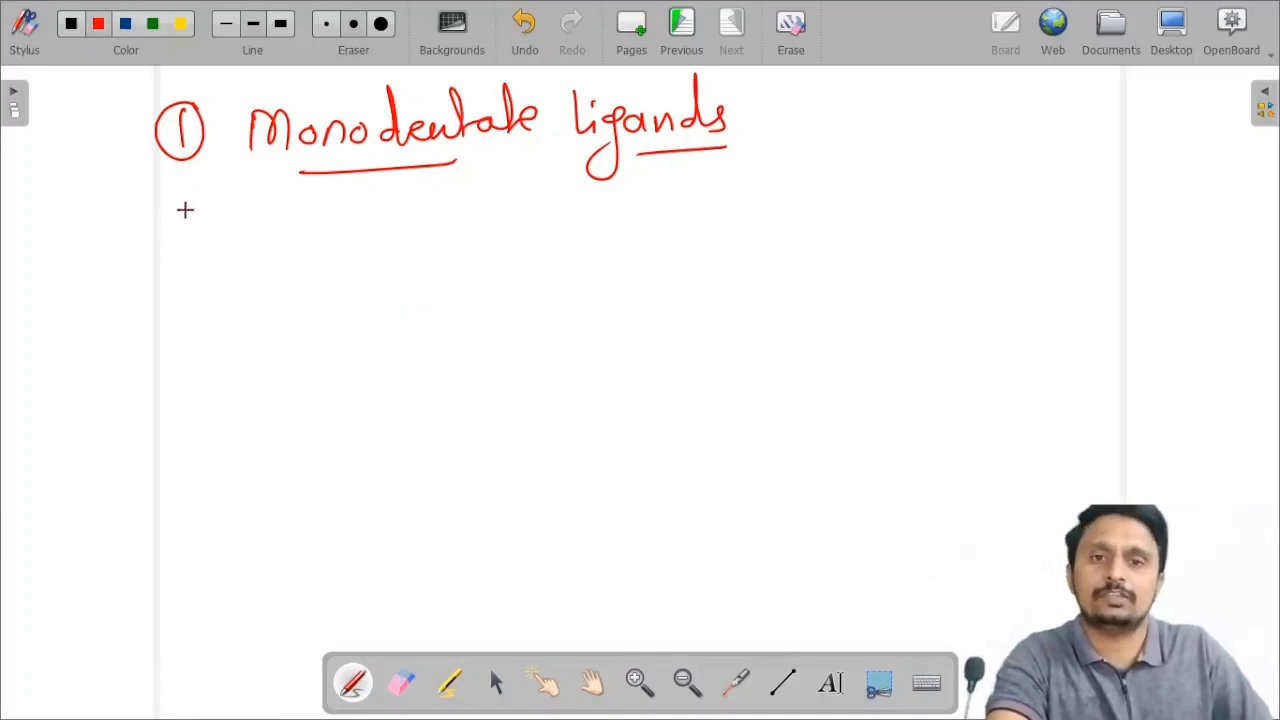 Stylus
Color
Line
Eraser
Backgrounds
Undo
Redo
Pages
Previous
Next
Erase
Board
Web
Documents
Desktop
OpenBoard
① Monodentate ligands